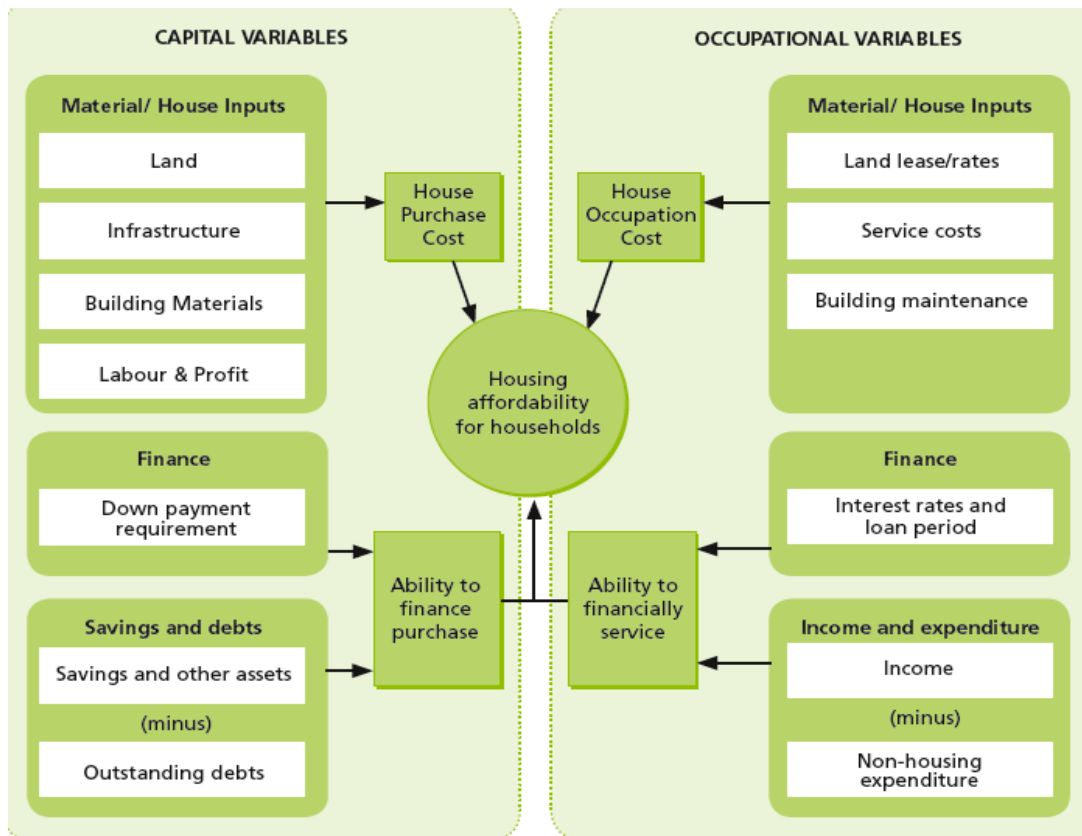 CAPITAL VARIABLES
Material/ House Inputs
Land
Infrastructure
Building Materials
Labour & Profit
Finance
Down payment
requirement
Savings and debts
Savings and other assets
(minus)
Outstanding debts
House
Purchase
Cost
Ability to
finance
purchase
Housing
affordability
for households
OCCUPATIONAL VARIABLES
House
Occupation
Cost
Ability to
financially
service
Material/ House Inputs
Land lease/rates
Service costs
Building maintenance
Finance
Interest rates and
loan period
Income and expenditure
Income
(minus)
Non-housing
expenditure